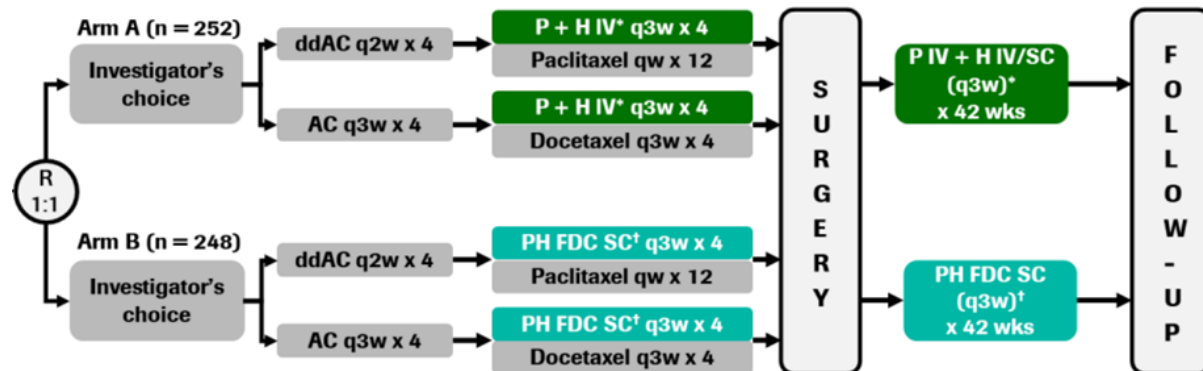 Arm A (n = 252)
Investigator's
choice
ddAC q2w x 4
P + H IV* q3w x 4
Paclitaxel qw x 12
AC q3w x 4
P + H IV* q3w x 4
Docetaxel q3w x 4
R
1:1
Arm B (n = 248)
Investigator's
choice
ddAC q2w x 4
PH FDC SC† q3w x 4
Paclitaxel qw x 12
AC q3w x 4
PH FDC SC† q3w x 4
Docetaxel q3w x 4
S
U
R
G
E
R
Y
P IV + H IV/SC
(q3w)*
x 42 wks
PH FDC SC
(q3w)†
x 42 wks
F
O
L
L
O
W
-
U
P